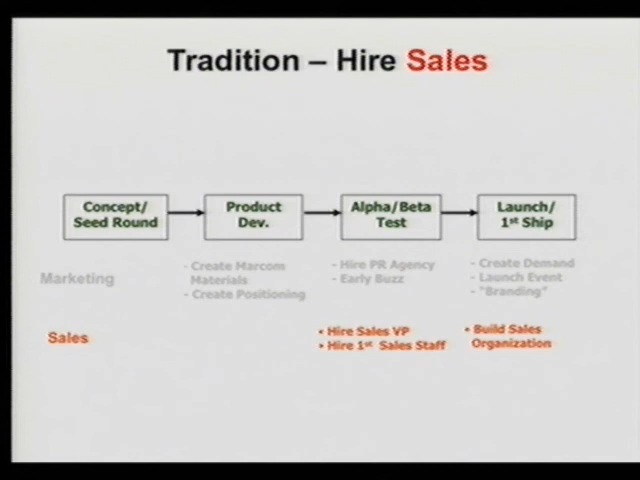 Tradition – Hire Sales
Concept/
Seed Round
Product
Dev.
Alpha/Beta
Test
Launch/
1st Ship
Marketing
- Create Marcom
Materials
- Create Positioning
- Hire PR Agency
- Early Buzz
- Create Demand
- Launch Event
- "Branding"
Sales
• Hire Sales VP
• Hire 1st Sales Staff
• Build Sales
Organization